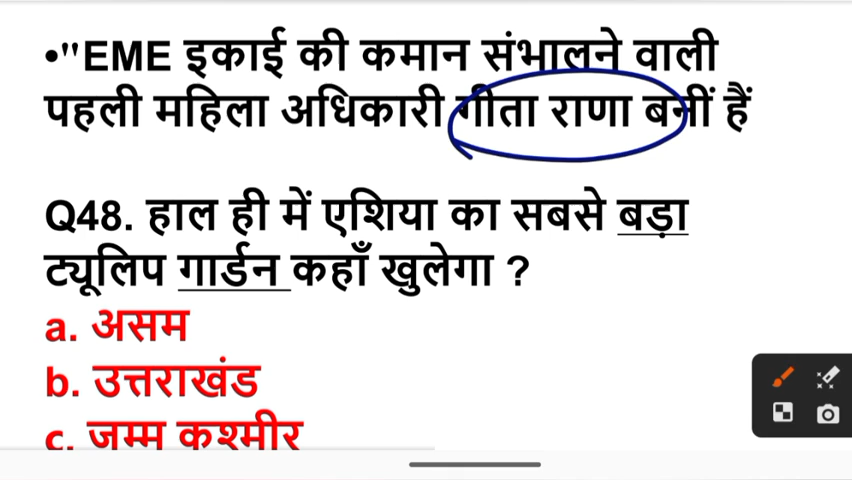 •"EME इकाई की कमान संभालने वाली
पहली महिला अधिकारी गीता राणा बनीं हैं
Q48. हाल ही में एशिया का सबसे बड़ा
ट्यूलिप गार्डन कहाँ खुलेगा ?
a. असम
b. उत्तराखंड
c. जम्मू कश्मीर